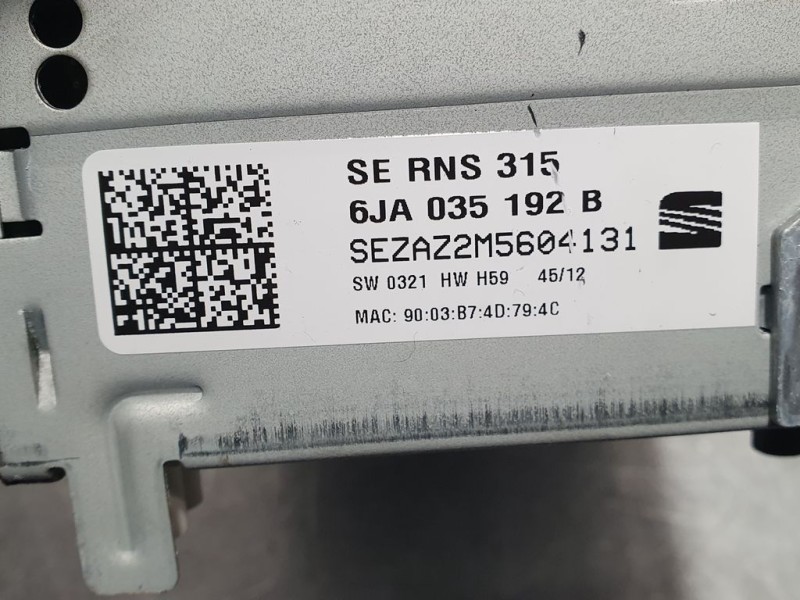 SE RNS 315
6JA 035 192 B
SEZAZ2M5604131
SW 0321 HW H59 45/12
MAC: 90:03:B7:4D:79:4C